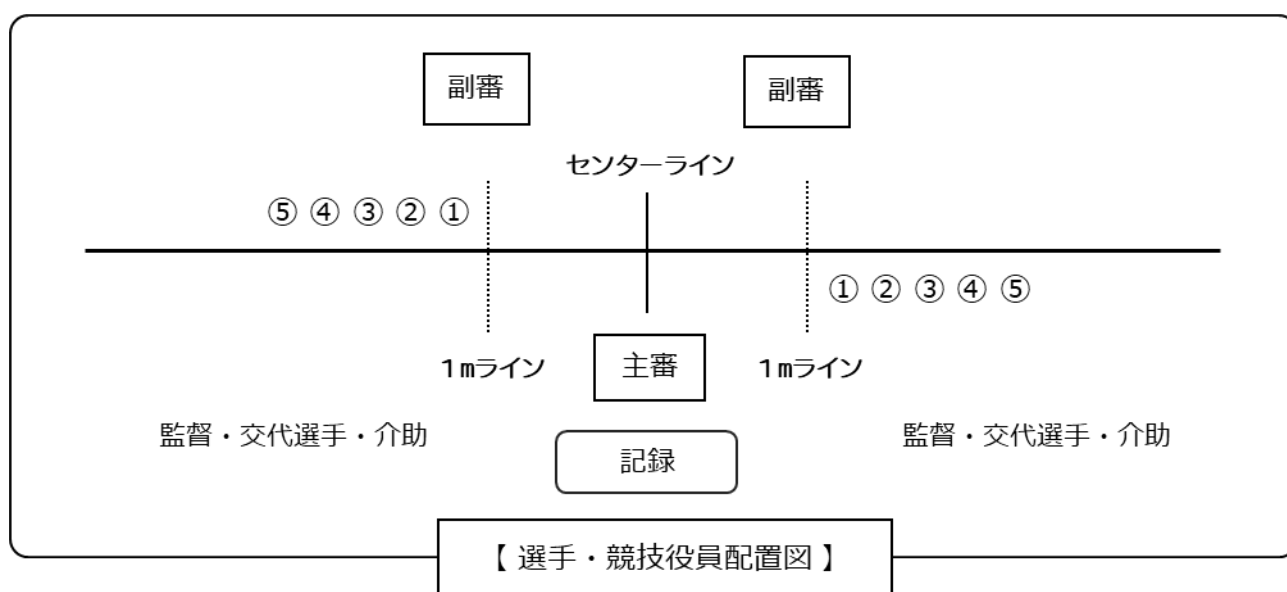 副審 副審
センターライン
⑤ ④ ③ ② ①
① ② ③ ④ ⑤
1mライン 主審 1mライン
監督・交代選手・介助 監督・交代選手・介助
記録
【 選手・競技役員配置図 】